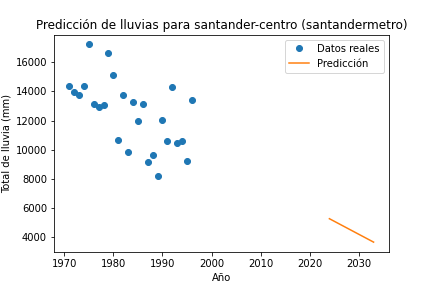 Predicción de lluvias para santander-centro (santandermetro)
Datos reales
Predicción
Total de lluvia (mm)
16000
14000
12000
10000
8000
6000
4000
1970 1980 1990 2000 2010 2020 2030
Año